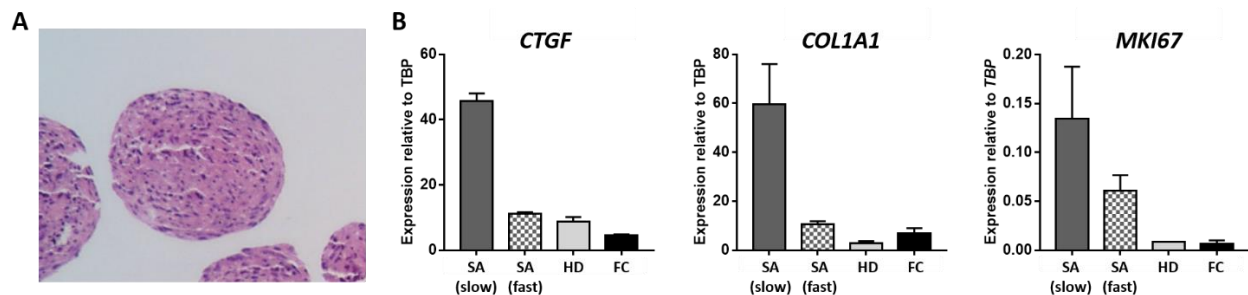 A
B
CTGF
Expression relative to TBP
60
40
20
0
SA
(slow)
SA
(fast)
HD
FC
COL1A1
Expression relative to TBP
80
60
40
20
0
SA
(slow)
SA
(fast)
HD
FC
MKI67
Expression relative to TBP
0.20
0.15
0.10
0.05
0.00
SA
(slow)
SA
(fast)
HD
FC